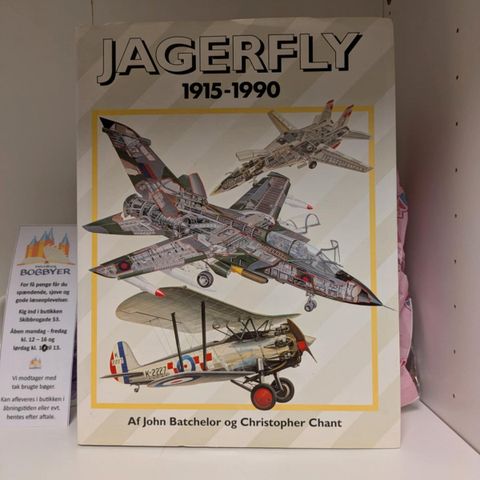 JAGERFLY
1915-1990
K-2227
Af John Batchelor og Christopher Chant
BOGBYER
For få penge får du
spændende, sjove og
gode læseoplevelser.
Kig ind i butikken
Skibbrogade 53.
Åben mandag - fredag
kl. 12 – 16 og
lørdag kl.
13.
Vi modtager med
tak brugte bøger.
Kan afleveres i butikken i
åbningstiden eller evt.
hentes efter aftale.